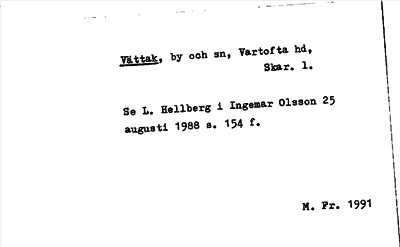 Vättak, by och sn, Vartofta hd,
Skar. l.
Se L. Hellberg i Ingemar Olsson 25
augusti 1988 s. 154 f.
M. Fr. 1991